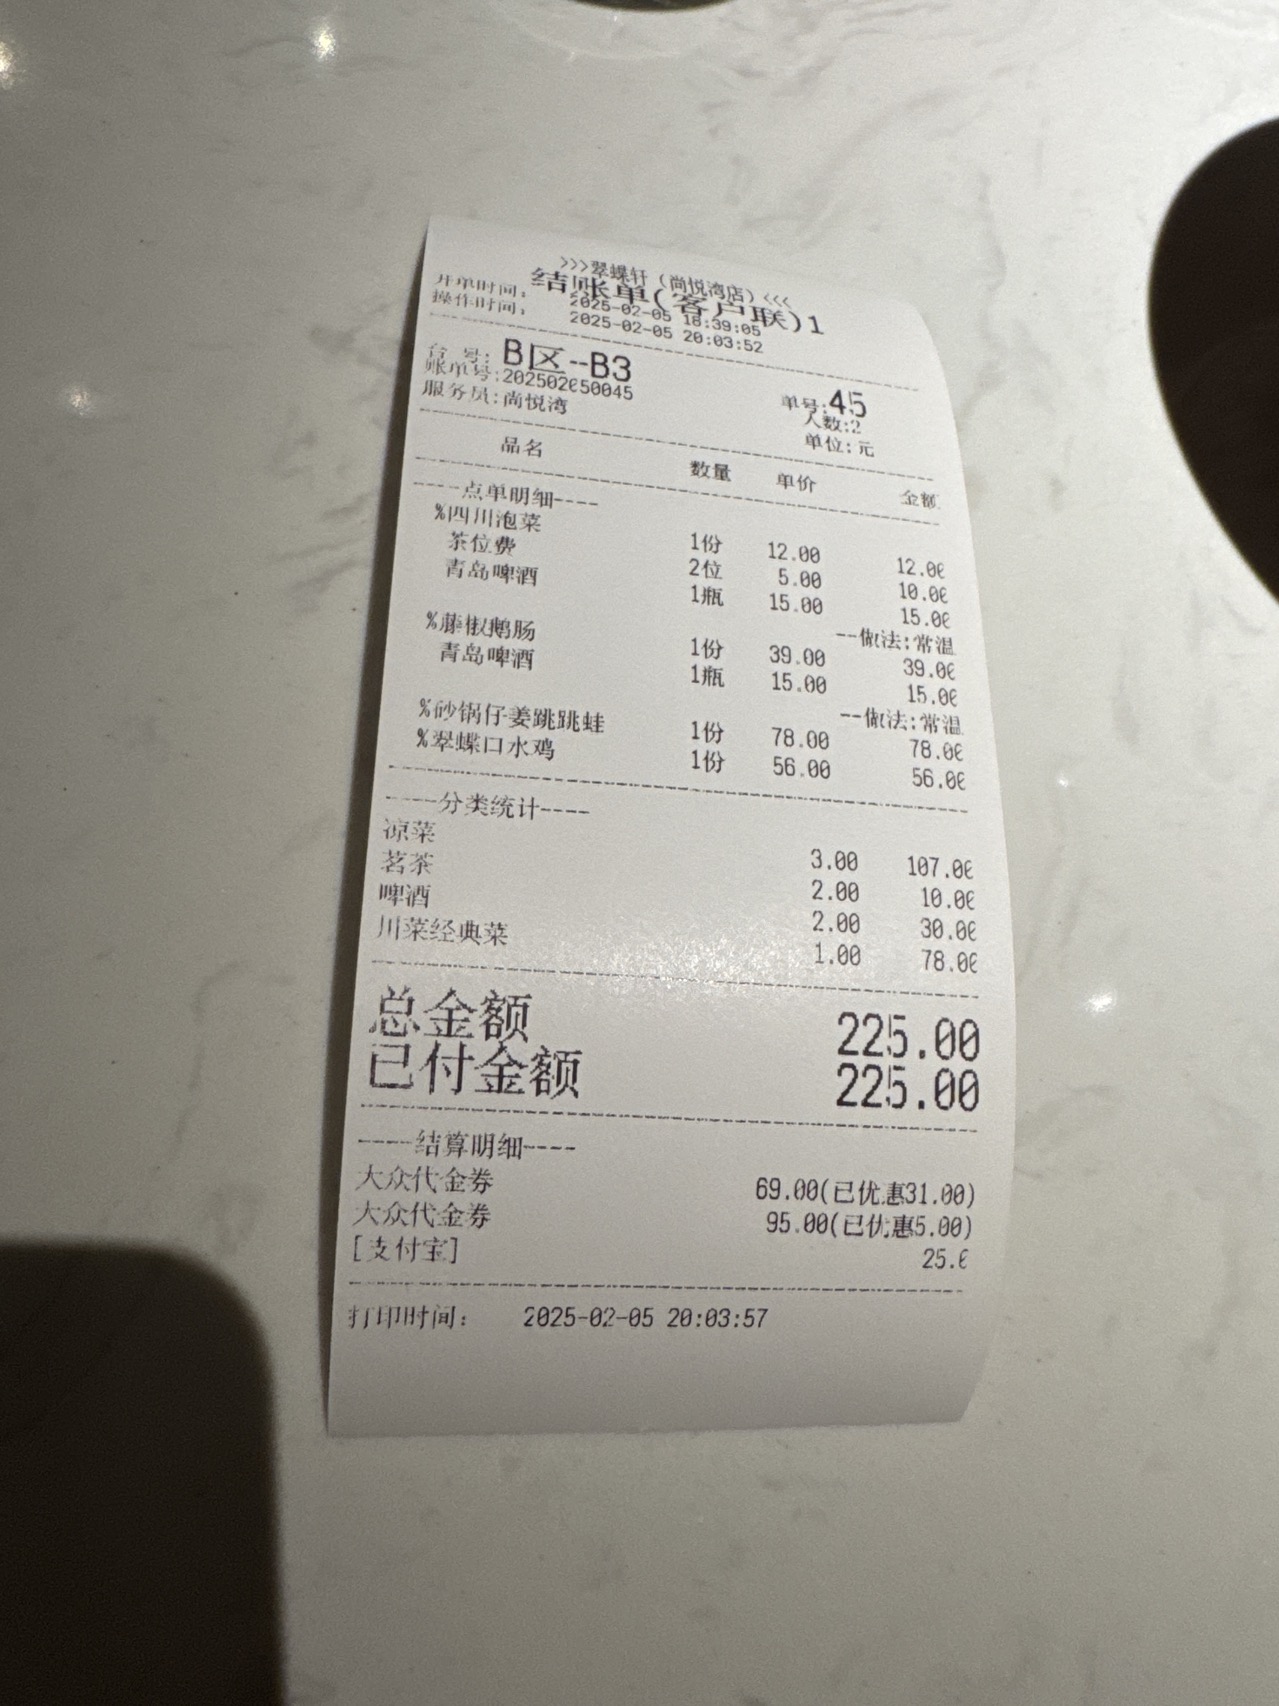 >>>翠蝶轩（尚悦湾店）<<<
结账单(客户联)1
开单时间: 2025-02-05 18:39:05
操作时间: 2025-02-05 20:03:52
台 号: B区--B3 单号:45
账单号:202502050045 人数:2
服务员:尚悦湾 单位:元
品名 数量 单价 金额
----点单明细----
%四川泡菜 1份 12.00 12.00
茶位费 2位 5.00 10.00
青岛啤酒 1瓶 15.00 15.00
--做法:常温
%藤椒鹅肠 1份 39.00 39.00
青岛啤酒 1瓶 15.00 15.00
--做法:常温
%砂锅仔姜跳跳蛙 1份 78.00 78.00
%翠蝶口水鸡 1份 56.00 56.00
----分类统计----
凉菜 3.00 107.00
茗茶 2.00 10.00
啤酒 2.00 30.00
川菜经典菜 1.00 78.00
总金额 225.00
已付金额 225.00
----结算明细----
大众代金券 69.00(已优惠31.00)
大众代金券 95.00(已优惠5.00)
[支付宝] 25.0
打印时间: 2025-02-05 20:03:57